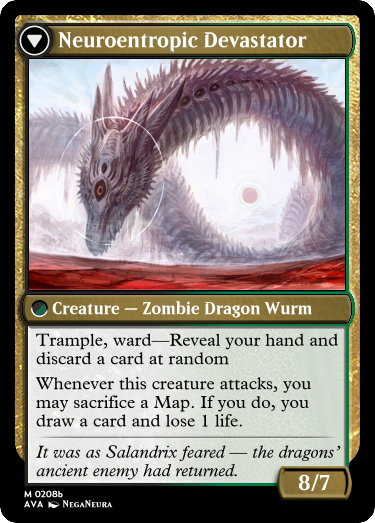 Neuroentropic Devastator
Creature — Zombie Dragon Wurm
Trample, ward—Reveal your hand and
discard a card at random
Whenever this creature attacks, you
may sacrifice a Map. If you do, you
draw a card and lose 1 life.
It was as Salandrix feared — the dragons’
ancient enemy had returned.
8/7
M 0208b
AVA NegaNeura